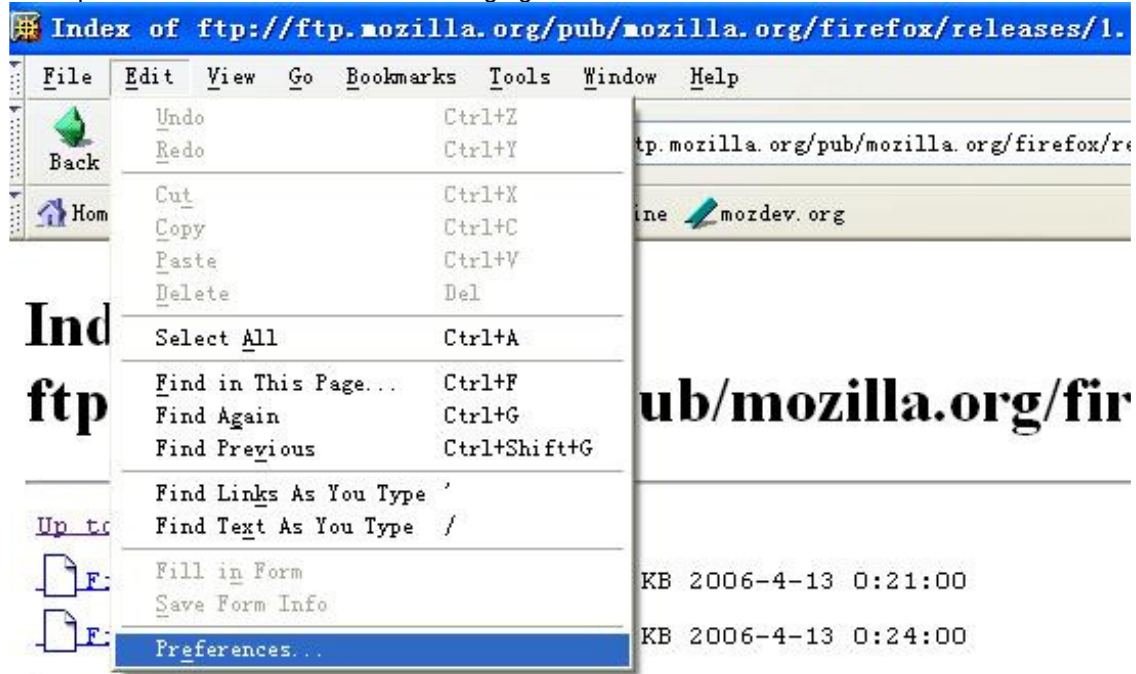 Index of ftp://ftp.mozilla.org/pub/mozilla.org/firefox/releases/1.
File Edit View Go Bookmarks Tools Window Help
Undo Ctrl+Z
tp.mozilla.org/pub/mozilla.org/firefox/re
Back
Redo Ctrl+Y
Cut Ctrl+X
Hom
ine mozdev.org
Copy Ctrl+C
Paste Ctrl+V
Delete Del
Ind
Select All Ctrl+A
Find in This Page... Ctrl+F
ftp
ub/mozilla.org/fir
Find Again Ctrl+G
Find Previous Ctrl+Shift+G
Find Links As You Type '
Up to
Find Text As You Type /
Fill in Form
F
KB 2006-4-13 0:21:00
Save Form Info
F
KB 2006-4-13 0:24:00
Preferences...